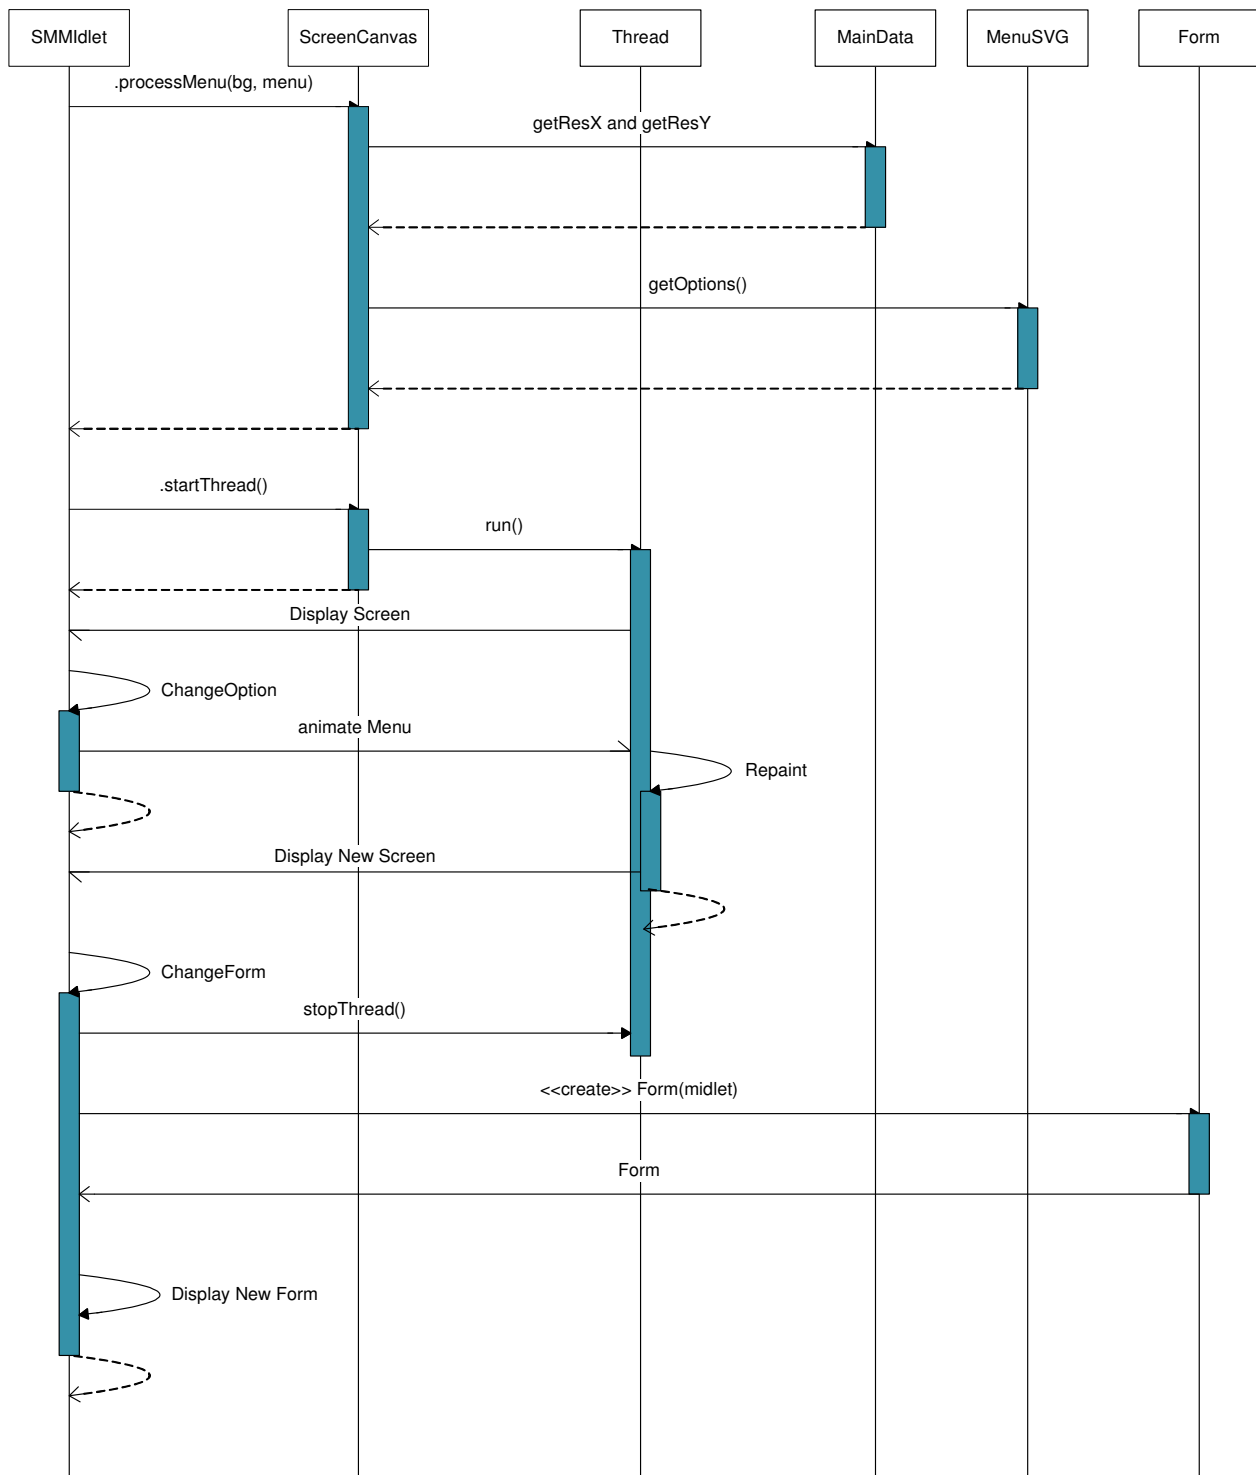 SMMIdlet
ScreenCanvas
Thread
MainData
MenuSVG
Form
.processMenu(bg, menu)
getResX and getResY
getOptions()
.startThread()
run()
Display Screen
ChangeOption
animate Menu
Repaint
Display New Screen
ChangeForm
stopThread()
<<create>> Form(midlet)
Form
Display New Form